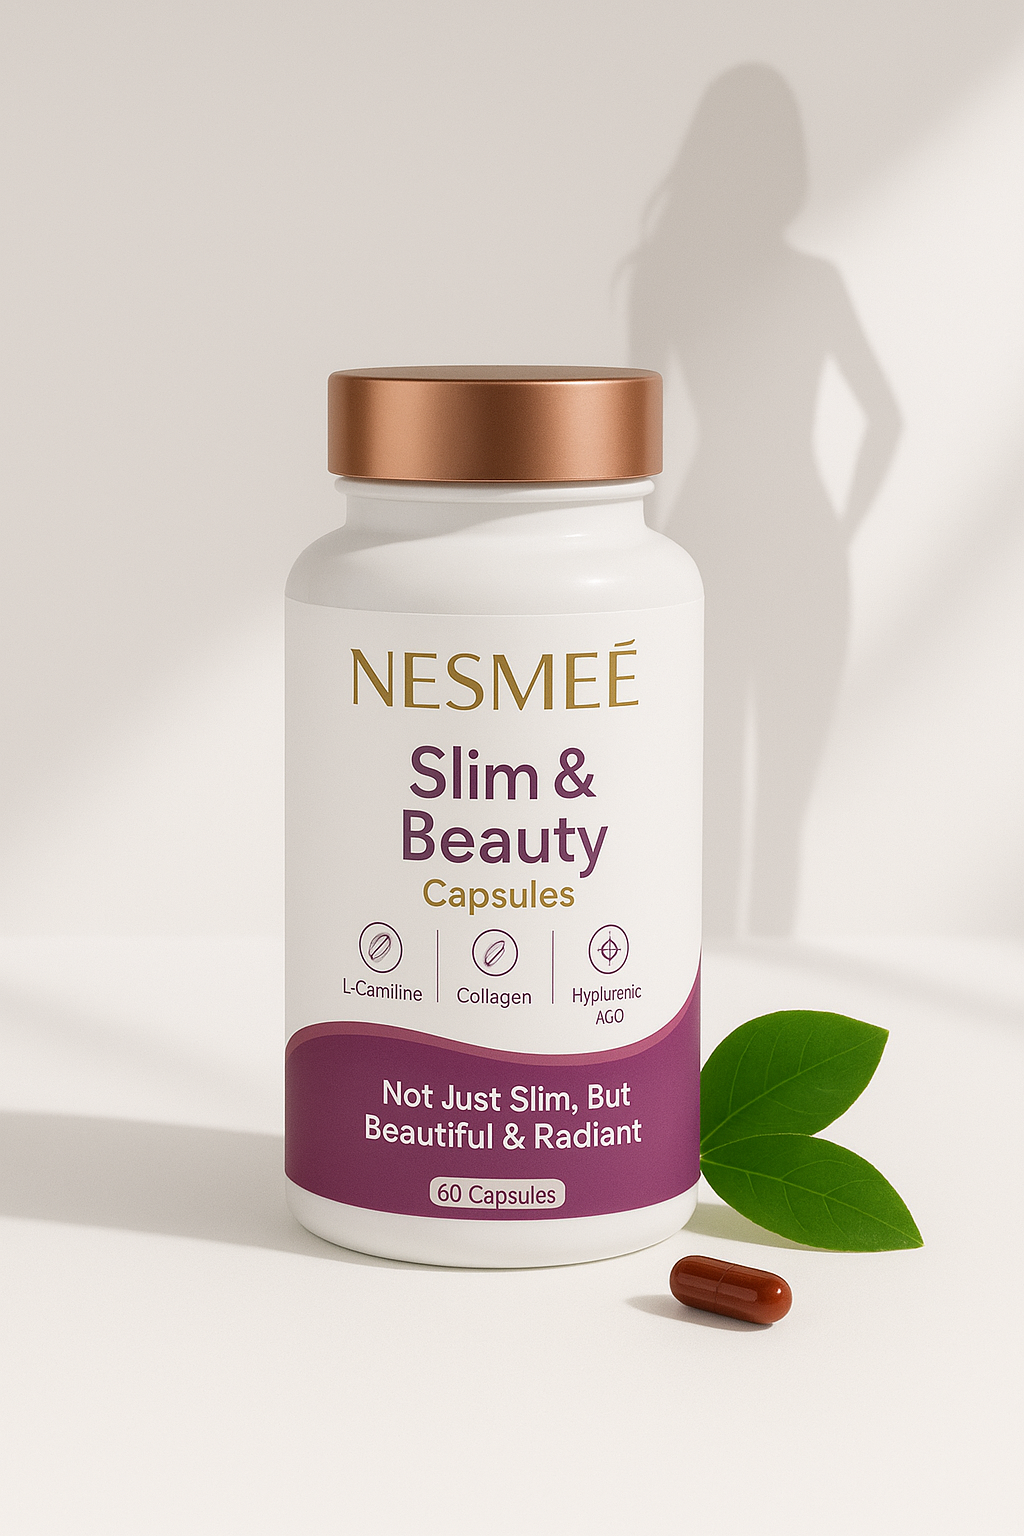 NESMEÉ
Slim &
Beauty
Capsules
L-Camiline
Collagen
Hyplurenic
AGO
Not Just Slim, But
Beautiful & Radiant
60 Capsules